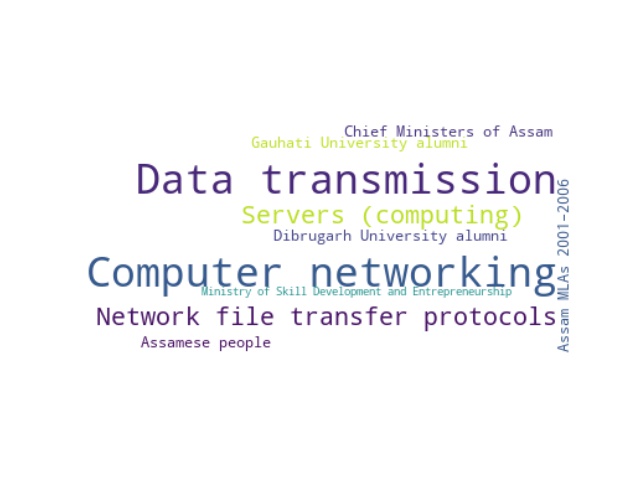 Chief Ministers of Assam
Gauhati University alumni
Data transmission
Servers (computing)
Dibrugarh University alumni
Computer networking
Ministry of Skill Development and Entrepreneurship
Network file transfer protocols
Assamese people
Assam MLAs 2001–2006